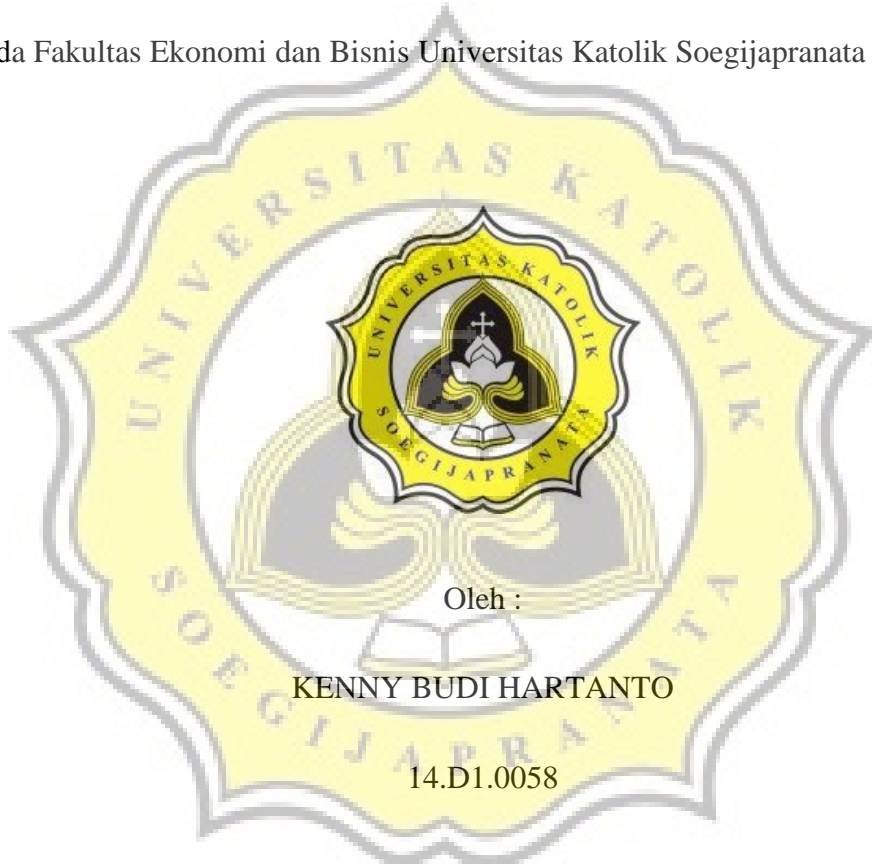 da Fakultas Ekonomi dan Bisnis Universitas Katolik Soegijapranata
UNIVERSITAS KATOLIK
SOEGIJAPRANATA
UNIVERSITAS KATOLIK
SOEGIJAPRANATA
Oleh :
KENNY BUDI HARTANTO
14.D1.0058